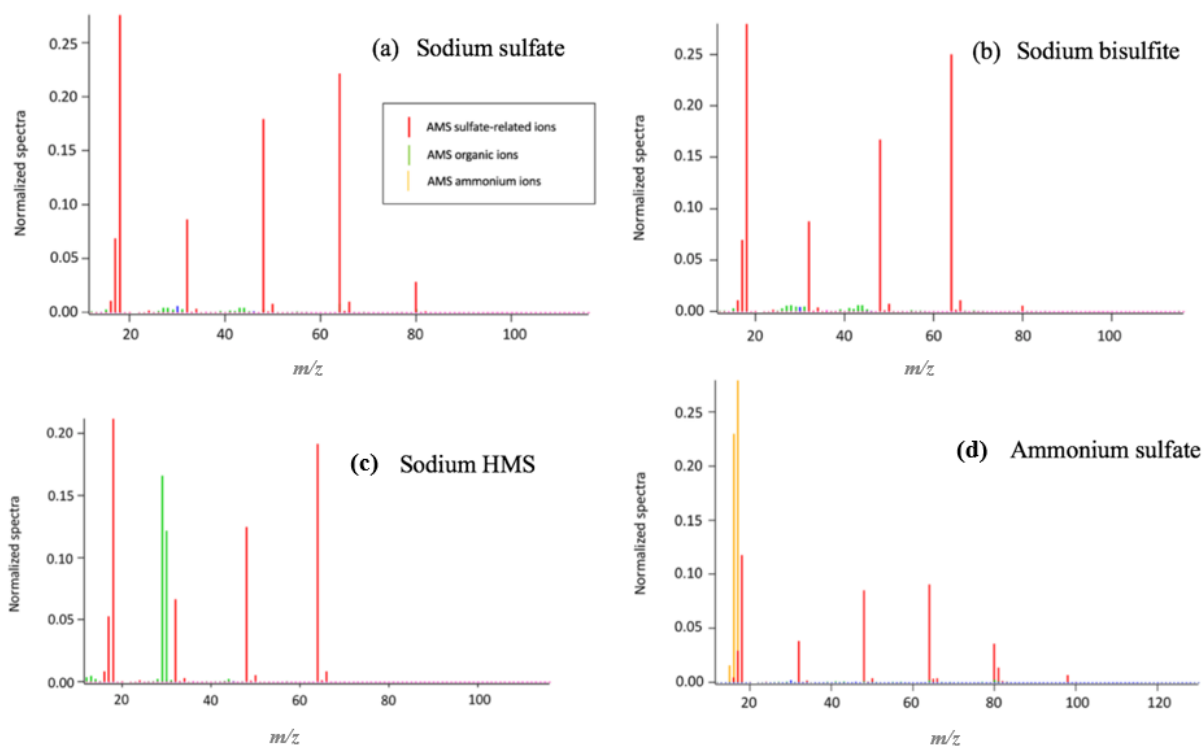 (a) Sodium sulfate
Normalized spectra
0.25
0.20
0.15
0.10
0.05
0.00
AMS sulfate-related ions
AMS organic ions
AMS ammonium ions
20 40 60 80 100
m/z
(b) Sodium bisulfite
Normalized spectra
0.25
0.20
0.15
0.10
0.05
0.00
20 40 60 80 100
m/z
(c) Sodium HMS
Normalized spectra
0.20
0.15
0.10
0.05
0.00
20 40 60 80 100
m/z
(d) Ammonium sulfate
Normalized spectra
0.25
0.20
0.15
0.10
0.05
0.00
20 40 60 80 100 120
m/z